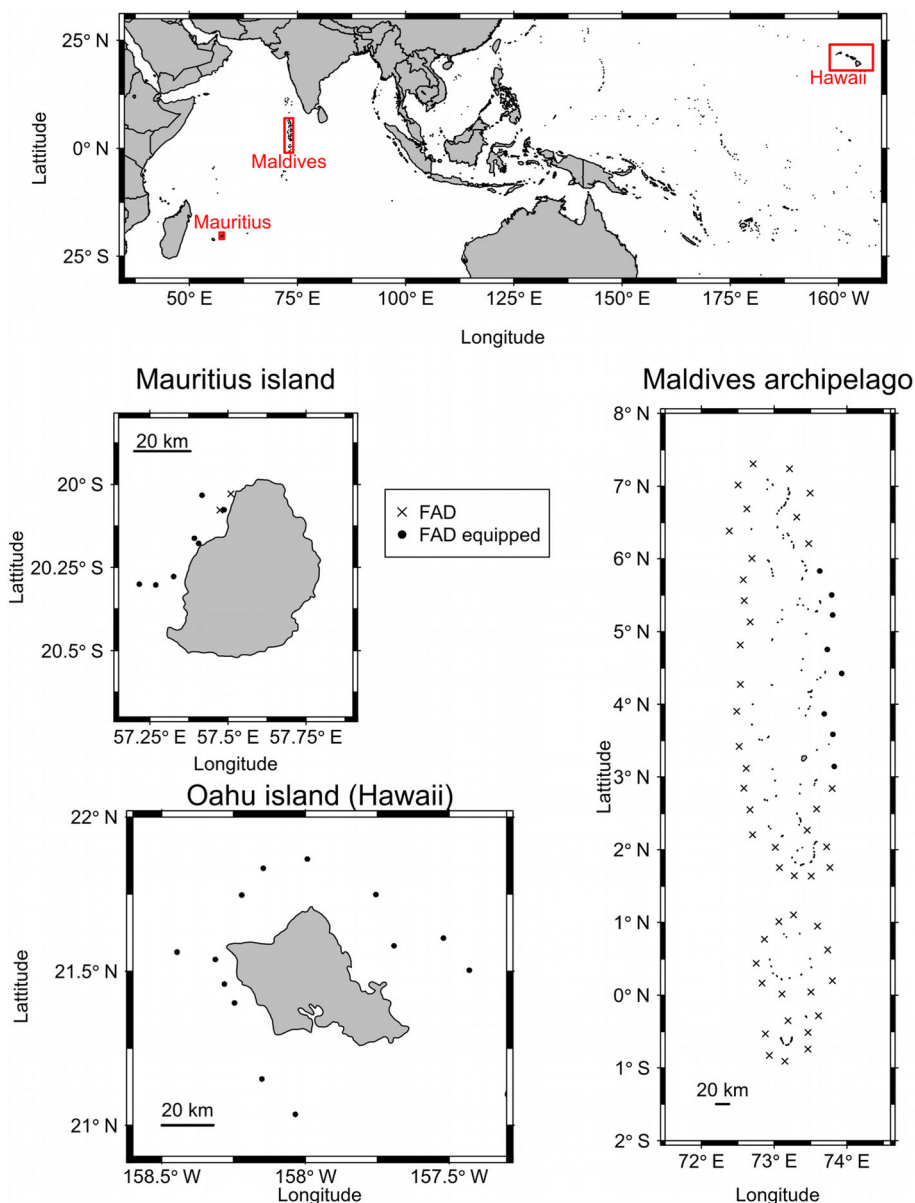 25° N
0° N
25° S
Lattitude
Hawaii
Maldives
Mauritius
50° E
75° E
100° E
125° E
150° E
175° E
160° W
Longitude
Mauritius island
20 km
20° S
20.25° S
20.5° S
Lattitude
57.25° E
57.5° E
57.75° E
Longitude
× FAD
● FAD equipped
Maldives archipelago
8° N
7° N
6° N
5° N
4° N
3° N
2° N
1° N
0° N
1° S
2° S
Lattitude
20 km
72° E
73° E
74° E
Longitude
Oahu island (Hawaii)
22° N
21.5° N
21° N
Lattitude
20 km
158.5° W
158° W
157.5° W
Longitude